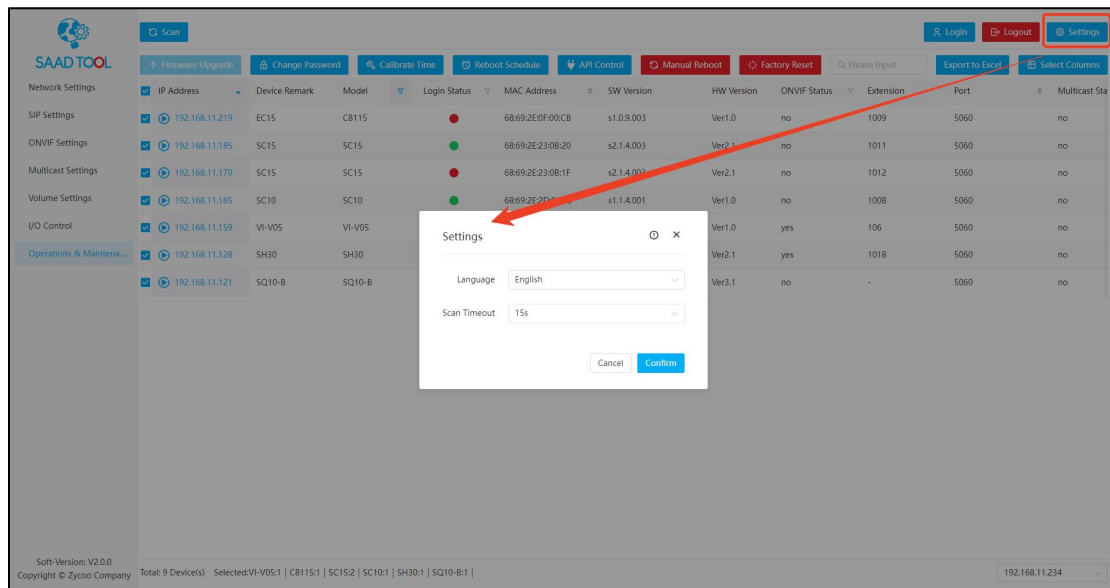 Scan
Login
Logout
Settings
SAAD TOOL
Firmware Upgrade
Change Password
Calibrate Time
Reboot Schedule
API Control
Manual Reboot
Factory Reset
Please Input
Export to Excel
Select Columns
Network Settings
SIP Settings
ONVIF Settings
Multicast Settings
Volume Settings
I/O Control
Operations & Maintena...
IP Address Device Remark Model Login Status MAC Address SW Version HW Version ONVIF Status Extension Port Multicast Sta
192.168.11.219 EC15 C8115 68:69:2E:0F:00:CB s1.0.9.003 Ver1.0 no 1009 5060 no
192.168.11.185 SC15 SC15 68:69:2E:23:0B:20 s2.1.4.003 Ver2.1 no 1011 5060 no
192.168.11.170 SC15 SC15 68:69:2E:23:0B:1F Ver2.1 no 1012 5060 no
192.168.11.165 SC10 SC10 s1.1.4.001 Ver1.0 no 1008 5060 no
192.168.11.159 VI-V05 VI-V05 Ver1.0 yes 106 5060 no
192.168.11.128 SH30 SH30 Ver2.1 yes 1018 5060 no
192.168.11.121 SQ10-B SQ10-B Ver3.1 no - 5060 no
Settings
Language English
Scan Timeout 15s
Cancel Confirm
Soft-Version: V2.0.0
Copyright © Zycoo Company
Total: 9 Device(s) Selected:VI-V05:1 | C8115:1 | SC15:2 | SC10:1 | SH30:1 | SQ10-B:1 |
192.168.11.234